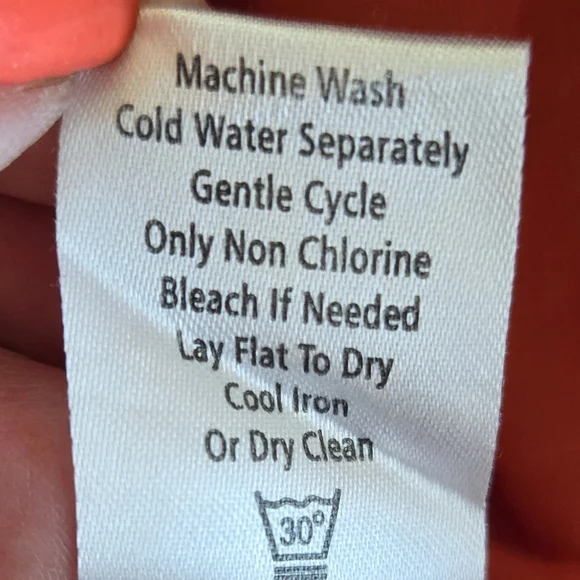 Machine Wash
Cold Water Separately
Gentle Cycle
Only Non Chlorine
Bleach If Needed
Lay Flat To Dry
Cool Iron
Or Dry Clean
30°